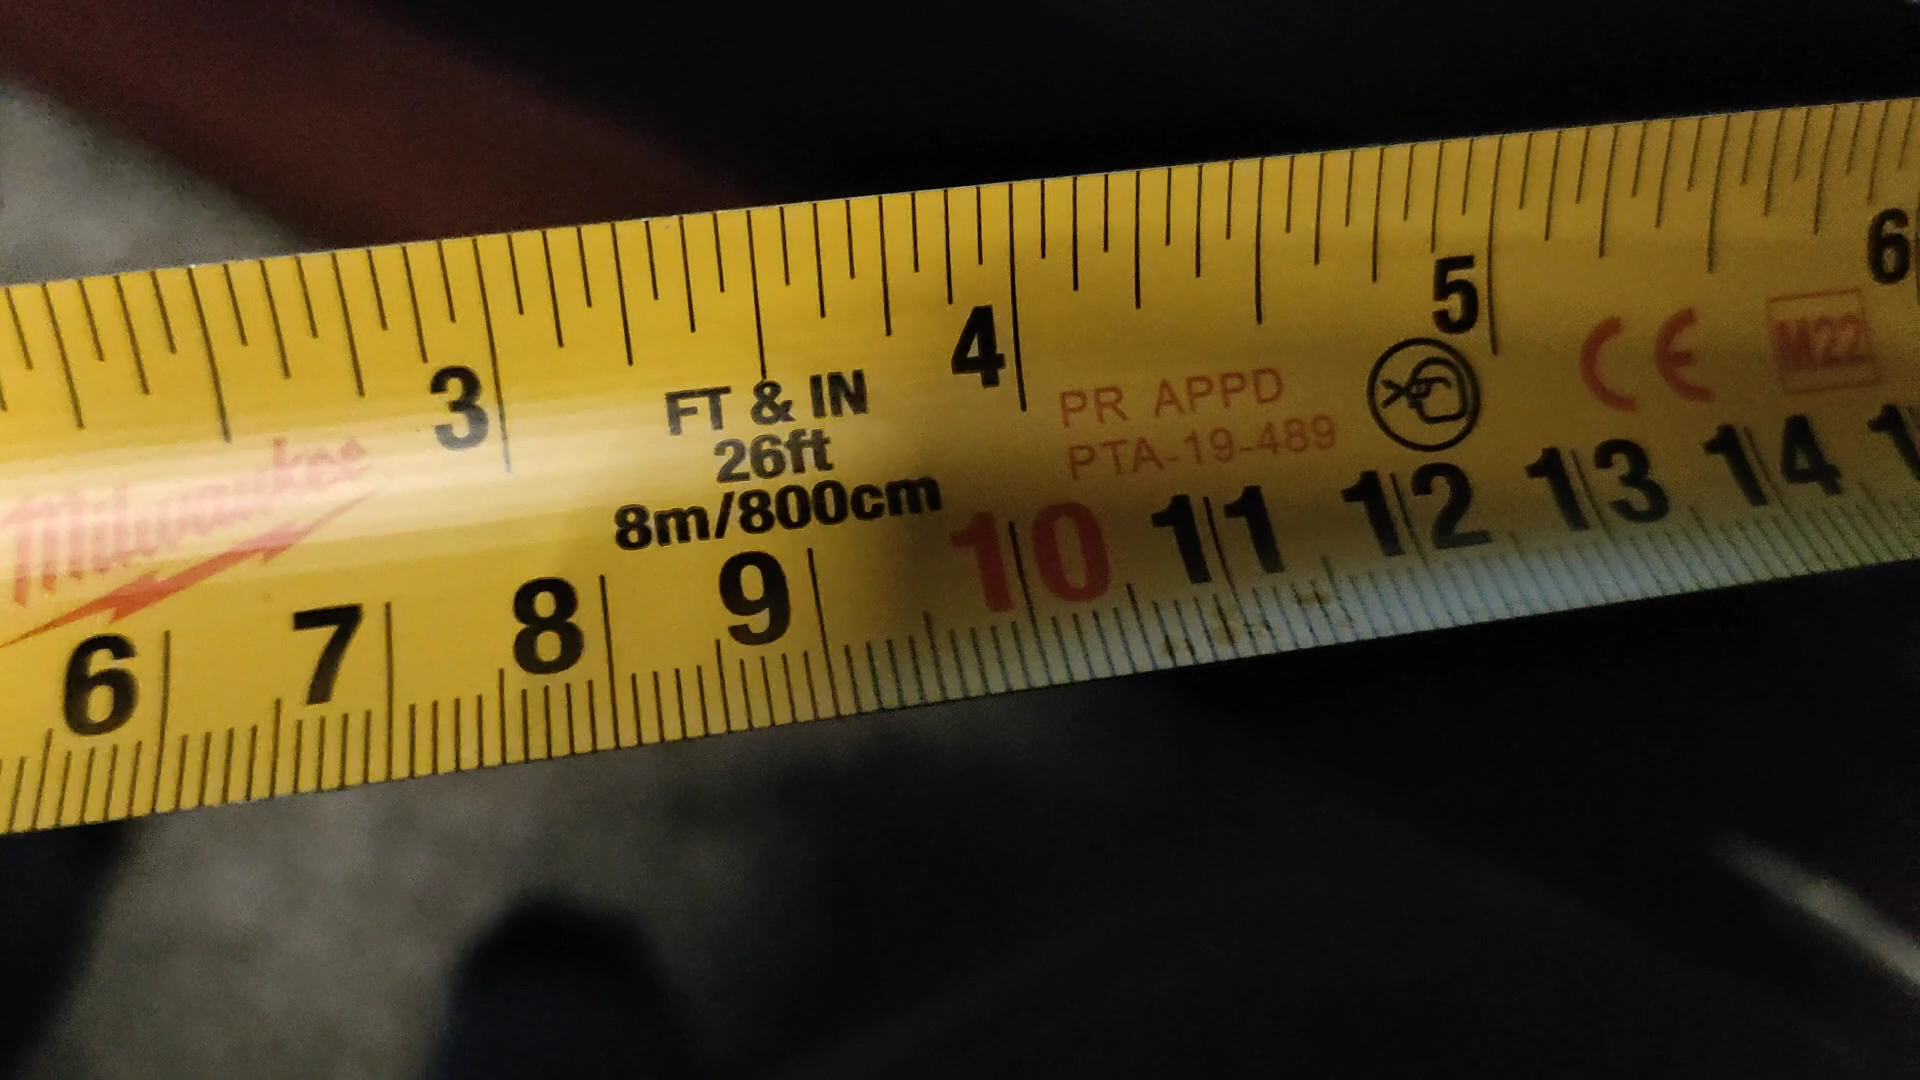 3 4 5 6
Milwaukee
FT & IN
26ft
8m/800cm
PR APPD
PTA-19-489
CE M22
6 7 8 9 10 11 12 13 14